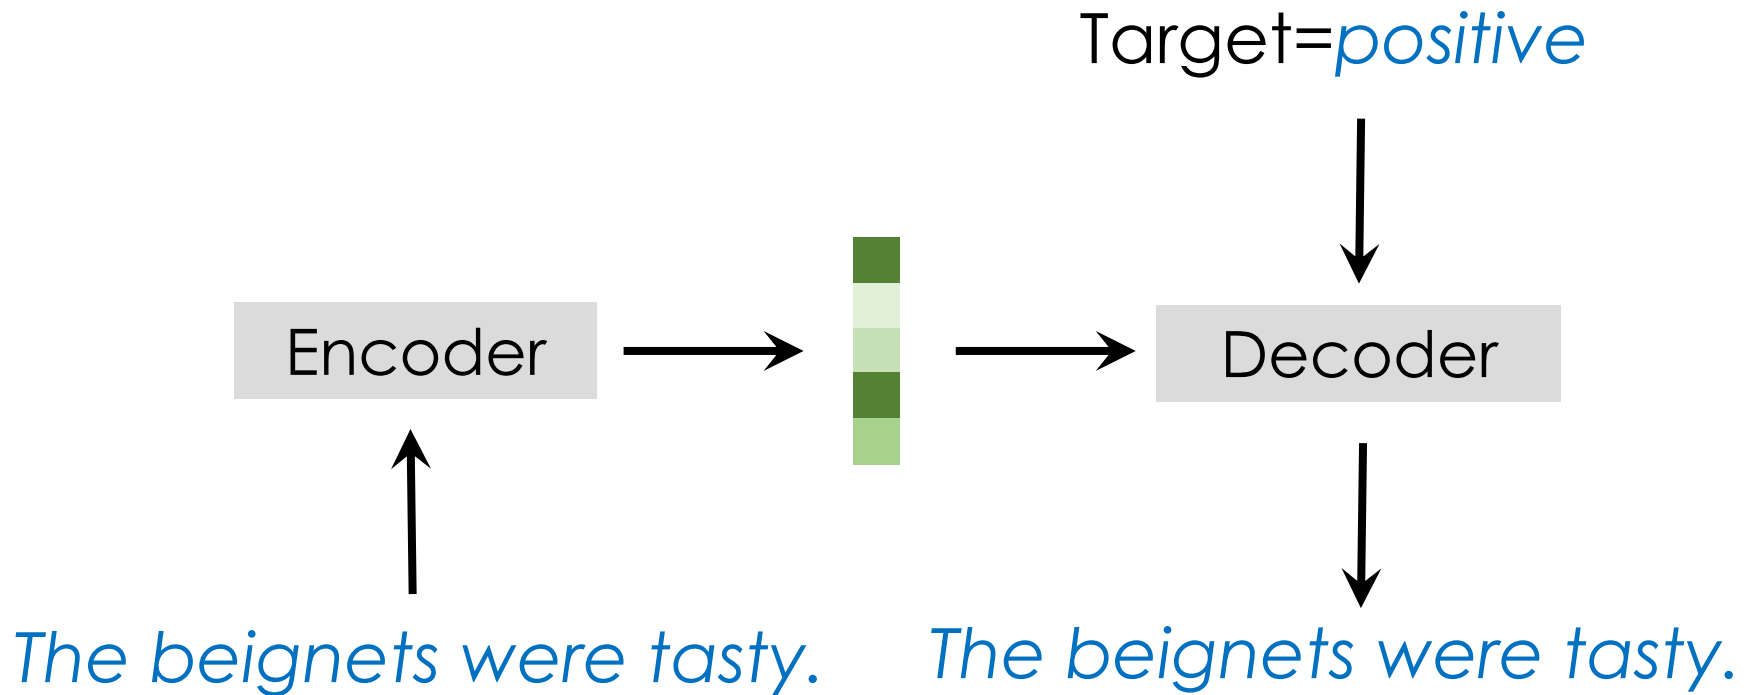 Target=positive
Encoder
Decoder
The beignets were tasty.
The beignets were tasty.